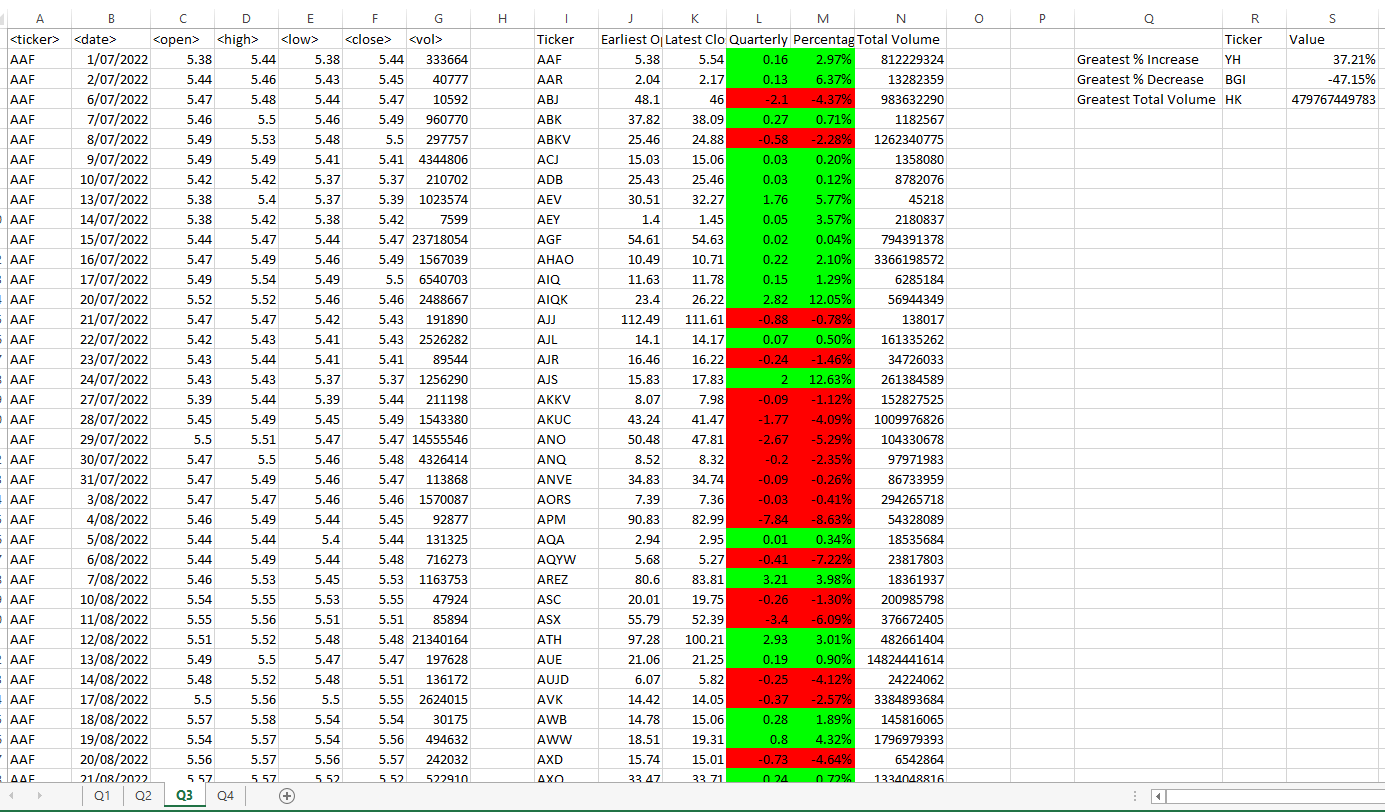 A B C D E F G H I J K L M N O P Q R S
<ticker> <date> <open> <high> <low> <close> <vol> Ticker Earliest Op Latest Clo Quarterly Percentag Total Volume Ticker Value
AAF 1/07/2022 5.38 5.44 5.38 5.44 333664 AAF 5.38 5.54 0.16 2.97% 812229324 Greatest % Increase YH 37.21%
AAF 2/07/2022 5.44 5.46 5.43 5.45 40777 AAR 2.04 2.17 0.13 6.37% 13282359 Greatest % Decrease BGI -47.15%
AAF 6/07/2022 5.47 5.48 5.44 5.47 10592 ABJ 48.1 46 -2.1 -4.37% 983632290 Greatest Total Volume HK 479767449783
AAF 7/07/2022 5.46 5.5 5.46 5.49 960770 ABK 37.82 38.09 0.27 0.71% 1182567
AAF 8/07/2022 5.49 5.53 5.48 5.5 297757 ABKV 25.46 24.88 -0.58 -2.28% 1262340775
AAF 9/07/2022 5.49 5.49 5.41 5.41 4344806 ACJ 15.03 15.06 0.03 0.20% 1358080
AAF 10/07/2022 5.42 5.42 5.37 5.37 210702 ADB 25.43 25.46 0.03 0.12% 8782076
AAF 13/07/2022 5.38 5.4 5.37 5.39 1023574 AEV 30.51 32.27 1.76 5.77% 45218
AAF 14/07/2022 5.38 5.42 5.38 5.42 7599 AEY 1.4 1.45 0.05 3.57% 2180837
AAF 15/07/2022 5.44 5.47 5.44 5.47 23718054 AGF 54.61 54.63 0.02 0.04% 794391378
AAF 16/07/2022 5.47 5.49 5.46 5.49 1567039 AHAO 10.49 10.71 0.22 2.10% 3366198572
AAF 17/07/2022 5.49 5.54 5.49 5.5 6540703 AIQ 11.63 11.78 0.15 1.29% 6285184
AAF 20/07/2022 5.52 5.52 5.46 5.46 2488667 AIQK 23.4 26.22 2.82 12.05% 56944349
AAF 21/07/2022 5.47 5.47 5.42 5.43 191890 AJJ 112.49 111.61 -0.88 -0.78% 138017
AAF 22/07/2022 5.42 5.43 5.41 5.43 2526282 AJL 14.1 14.17 0.07 0.50% 161335262
AAF 23/07/2022 5.43 5.44 5.41 5.41 89544 AJR 16.46 16.22 -0.24 -1.46% 34726033
AAF 24/07/2022 5.43 5.43 5.37 5.37 1256290 AJS 15.83 17.83 2 12.63% 261384589
AAF 27/07/2022 5.39 5.44 5.39 5.44 211198 AKKV 8.07 7.98 -0.09 -1.12% 152827525
AAF 28/07/2022 5.45 5.49 5.45 5.49 1543380 AKUC 43.24 41.47 -1.77 -4.09% 1009976826
AAF 29/07/2022 5.5 5.51 5.47 5.47 14555546 ANO 50.48 47.81 -2.67 -5.29% 104330678
AAF 30/07/2022 5.47 5.5 5.46 5.48 4326414 ANQ 8.52 8.32 -0.2 -2.35% 97971983
AAF 31/07/2022 5.47 5.49 5.46 5.47 113868 ANVE 34.83 34.74 -0.09 -0.26% 86733959
AAF 3/08/2022 5.47 5.47 5.46 5.46 1570087 AORS 7.39 7.36 -0.03 -0.41% 294265718
AAF 4/08/2022 5.46 5.49 5.44 5.45 92877 APM 90.83 82.99 -7.84 -8.63% 54328089
AAF 5/08/2022 5.44 5.44 5.4 5.44 131325 AQA 2.94 2.95 0.01 0.34% 18535684
AAF 6/08/2022 5.44 5.49 5.44 5.48 716273 AQYW 5.68 5.27 -0.41 -7.22% 23817803
AAF 7/08/2022 5.46 5.53 5.45 5.53 1163753 AREZ 80.6 83.81 3.21 3.98% 18361937
AAF 10/08/2022 5.54 5.55 5.53 5.55 47924 ASC 20.01 19.75 -0.26 -1.30% 200985798
AAF 11/08/2022 5.55 5.56 5.51 5.51 85894 ASX 55.79 52.39 -3.4 -6.09% 376672405
AAF 12/08/2022 5.51 5.52 5.48 5.48 21340164 ATH 97.28 100.21 2.93 3.01% 482661404
AAF 13/08/2022 5.49 5.5 5.47 5.47 197628 AUE 21.06 21.25 0.19 0.90% 14824441614
AAF 14/08/2022 5.48 5.52 5.48 5.51 136172 AUJD 6.07 5.82 -0.25 -4.12% 24224062
AAF 17/08/2022 5.5 5.56 5.5 5.55 2624015 AVK 14.42 14.05 -0.37 -2.57% 3384893684
AAF 18/08/2022 5.57 5.58 5.54 5.54 30175 AWB 14.78 15.06 0.28 1.89% 145816065
AAF 19/08/2022 5.54 5.57 5.54 5.56 494632 AWW 18.51 19.31 0.8 4.32% 1796979393
AAF 20/08/2022 5.56 5.57 5.56 5.57 242032 AXD 15.74 15.01 -0.73 -4.64% 6542864
AAF 21/08/2022 5.57 5.57 5.52 5.52 522910 AXO 33.47 33.71 0.24 0.72% 1334048816
Q1 Q2 Q3 Q4